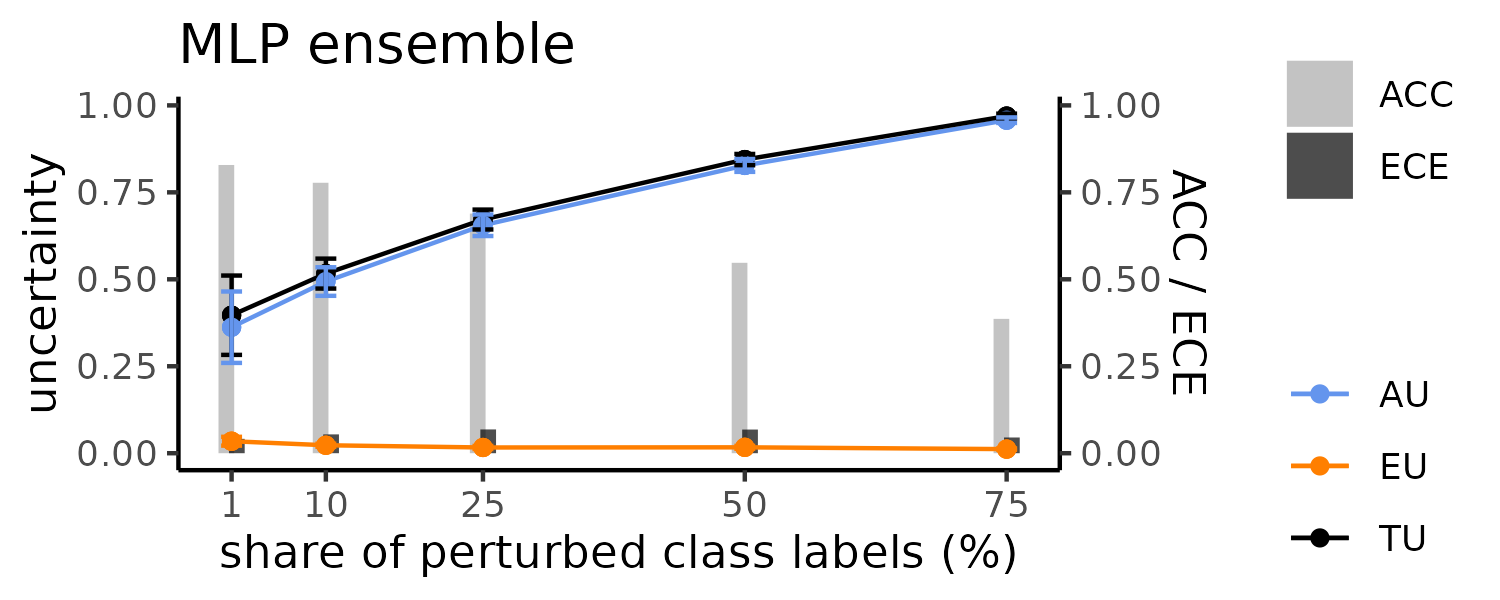 MLP ensemble
1.00
0.75
0.50
0.25
0.00
uncertainty
1.00
0.75
0.50
0.25
0.00
ACC / ECE
1 10 25 50 75
share of perturbed class labels (%)
ACC
ECE
AU
EU
TU